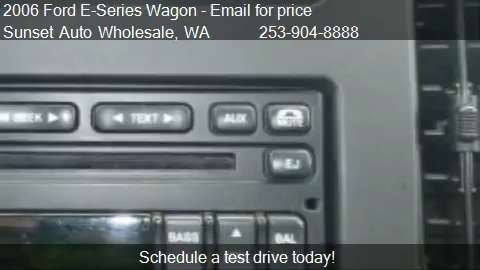 2006 Ford E-Series Wagon - Email for price
Sunset Auto Wholesale, WA 253-904-8888
SEEK TEXT AUX MUTE
EJ
BASS BAL
Schedule a test drive today!